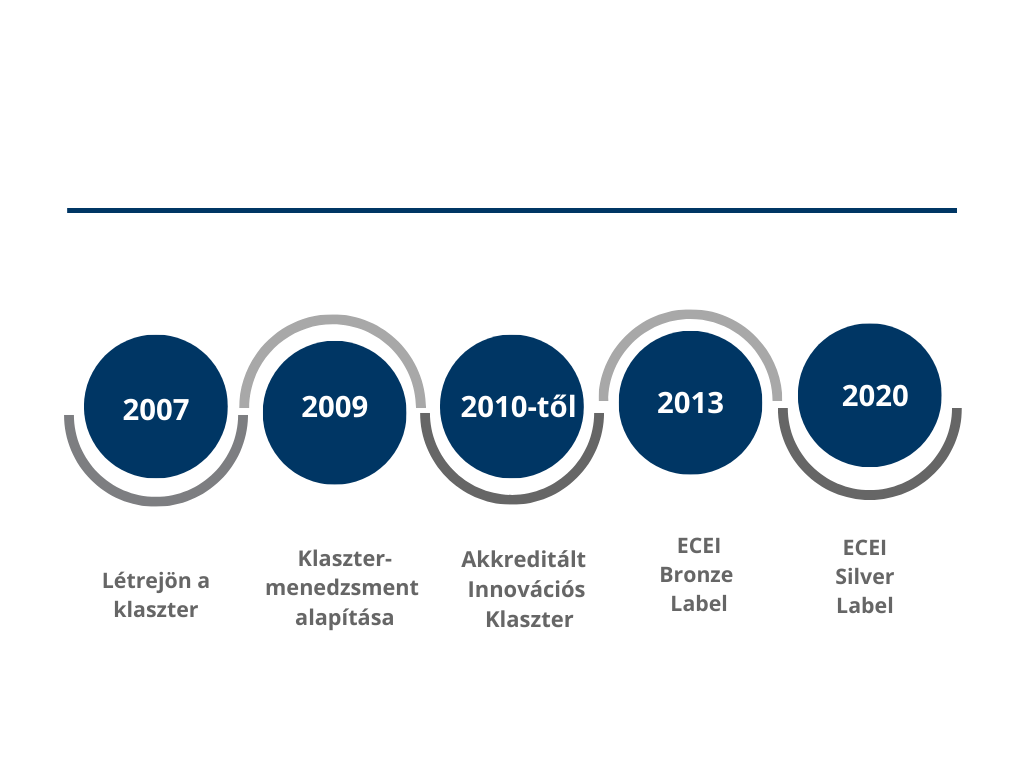 2007
Létrejön a
klaszter
2009
Klaszter-
menedzsment
alapítása
2010-től
Akkreditált
Innovációs
Klaszter
2013
ECEI
Bronze
Label
2020
ECEI
Silver
Label